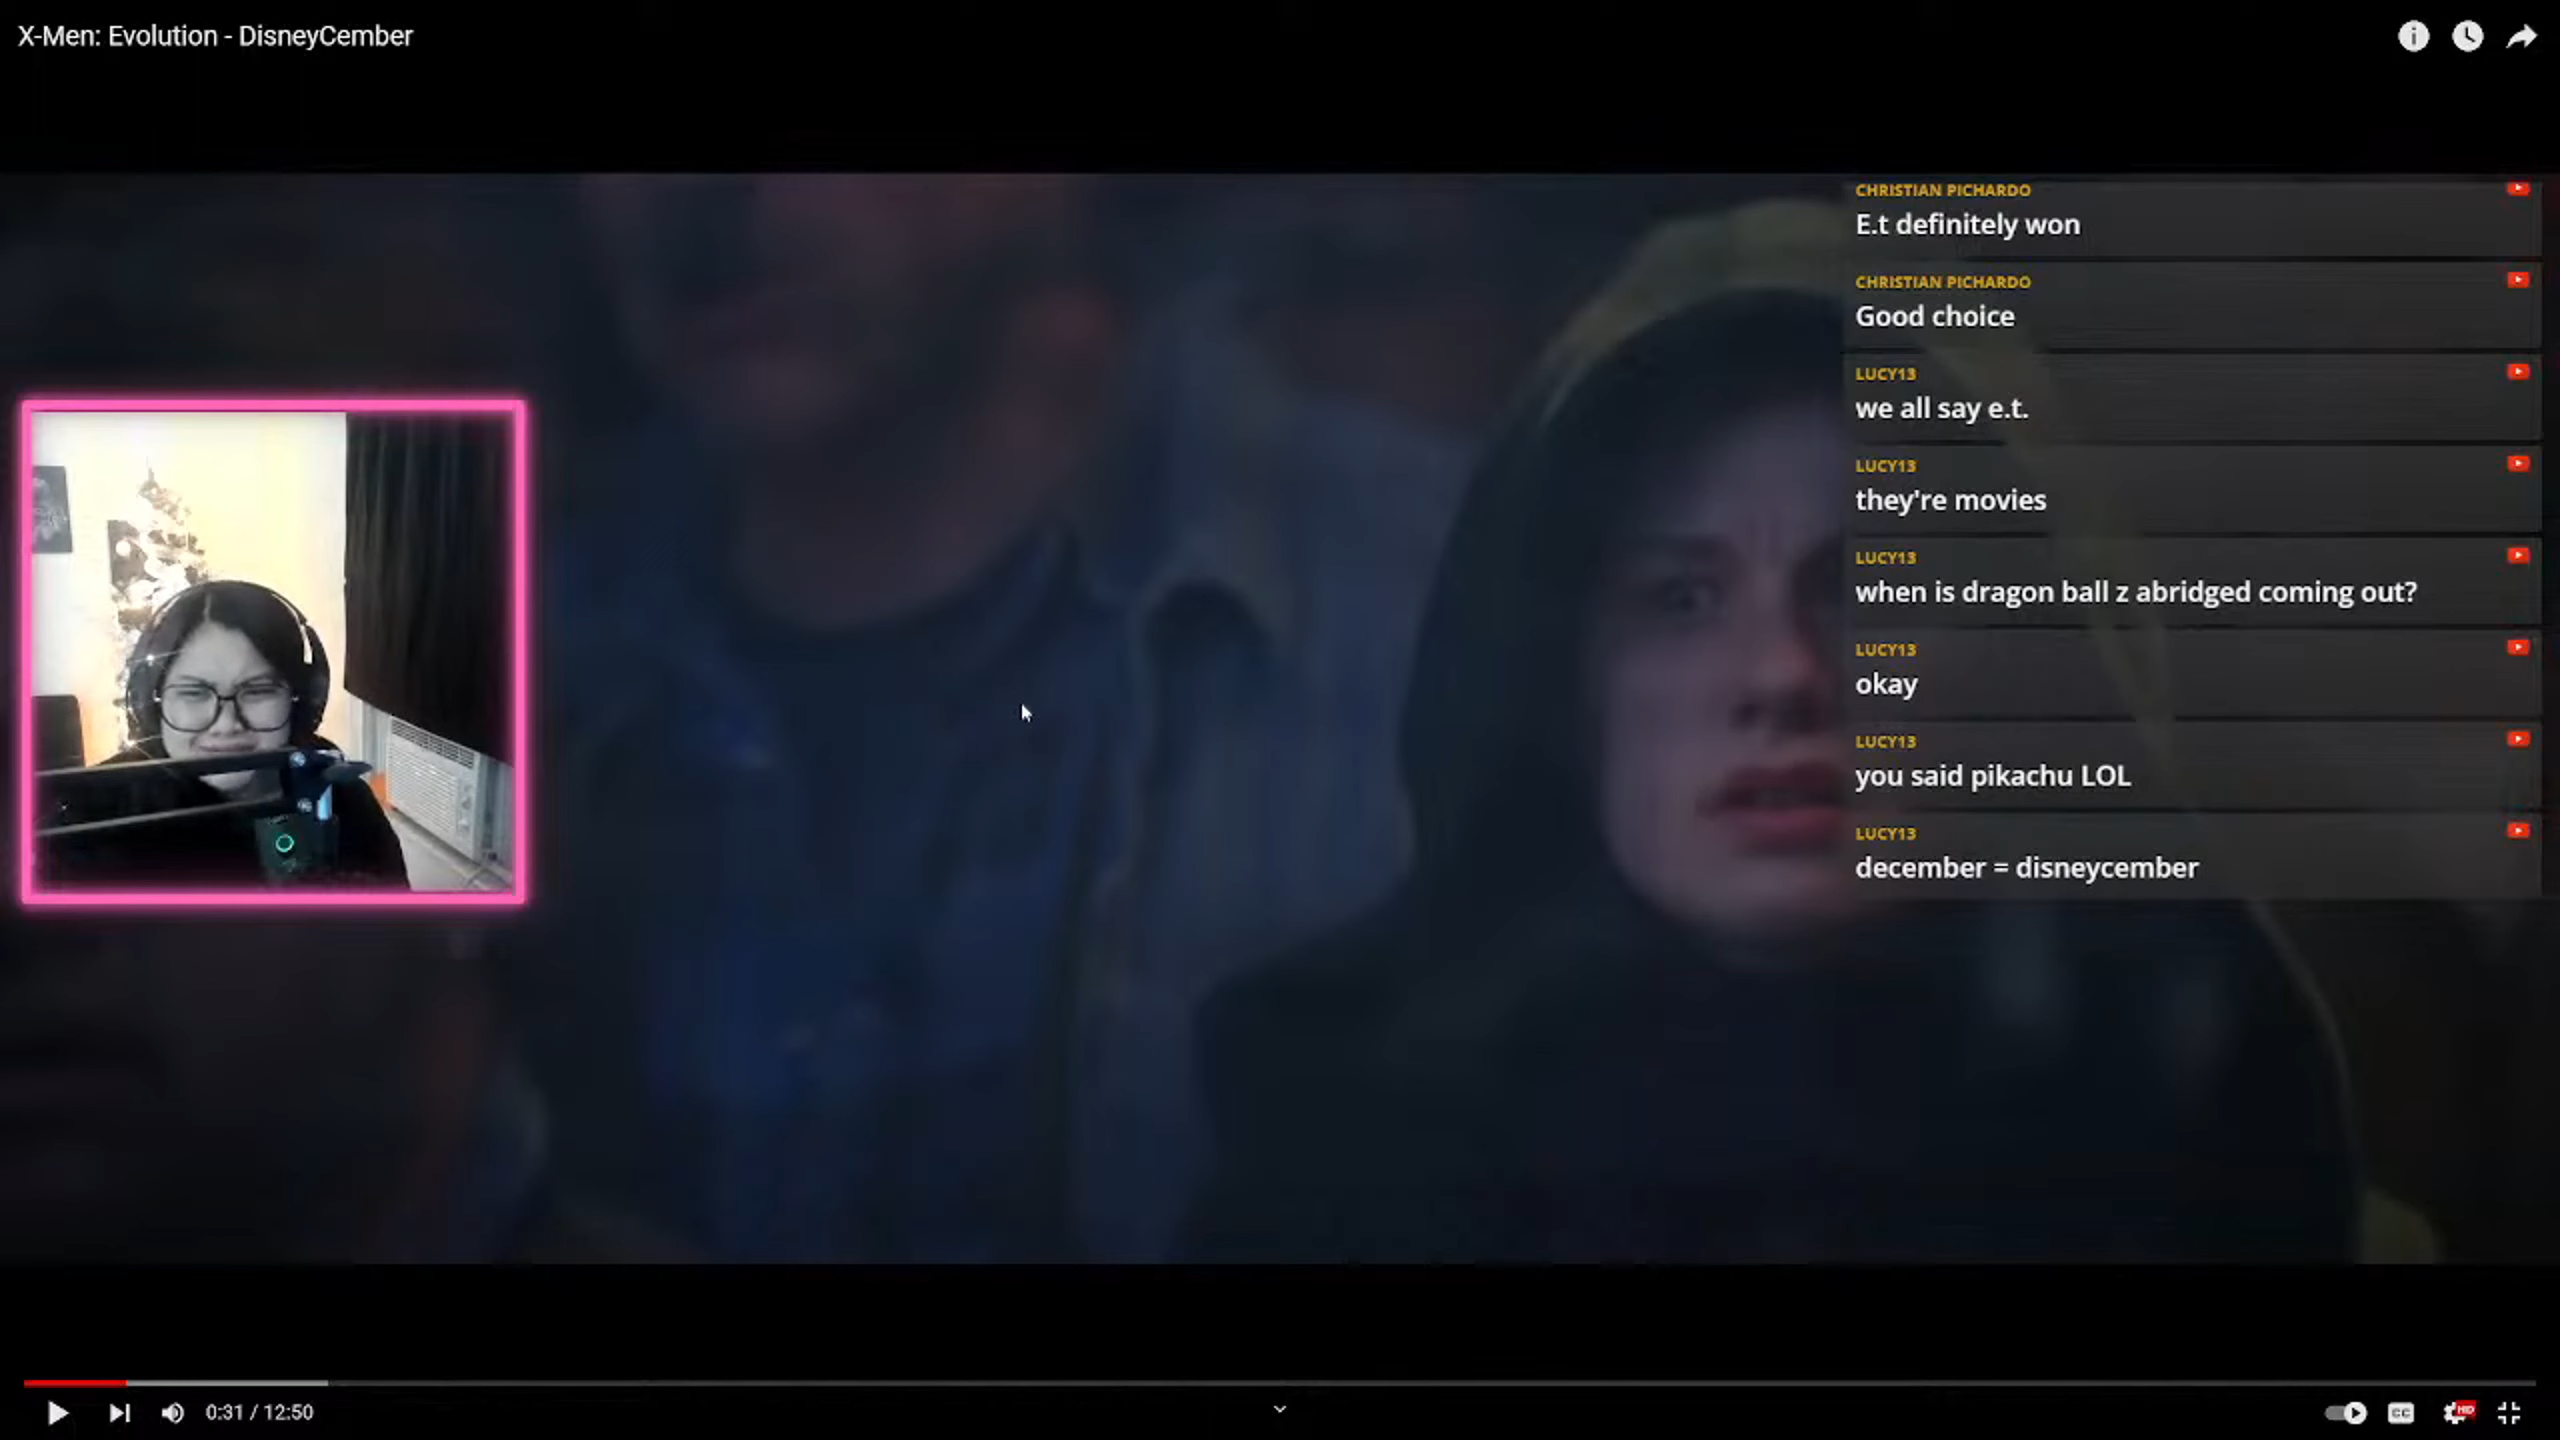 X-Men: Evolution - DisneyCember
CHRISTIAN PICHARDO
E.t definitely won
CHRISTIAN PICHARDO
Good choice
LUCY13
we all say e.t.
LUCY13
they're movies
LUCY13
when is dragon ball z abridged coming out?
LUCY13
okay
LUCY13
you said pikachu LOL
LUCY13
december = disneycember
0:31 / 12:50
CC
HD